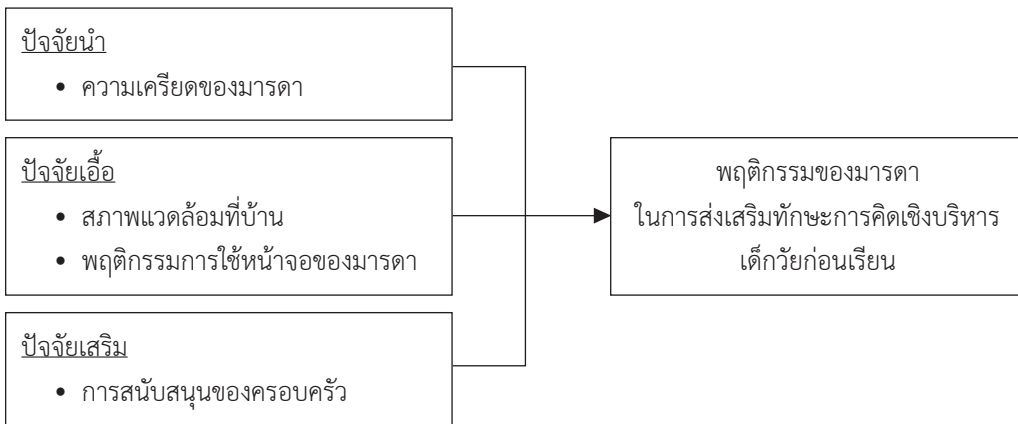 ปัจจัยนำ
• ความเครียดของมารดา
ปัจจัยเอื้อ
• สภาพแวดล้อมที่บ้าน
• พฤติกรรมการใช้หน้าจอของมารดา
ปัจจัยเสริม
• การสนับสนุนของครอบครัว
พฤติกรรมของมารดา
ในการส่งเสริมทักษะการคิดเชิงบริหาร
เด็กวัยก่อนเรียน